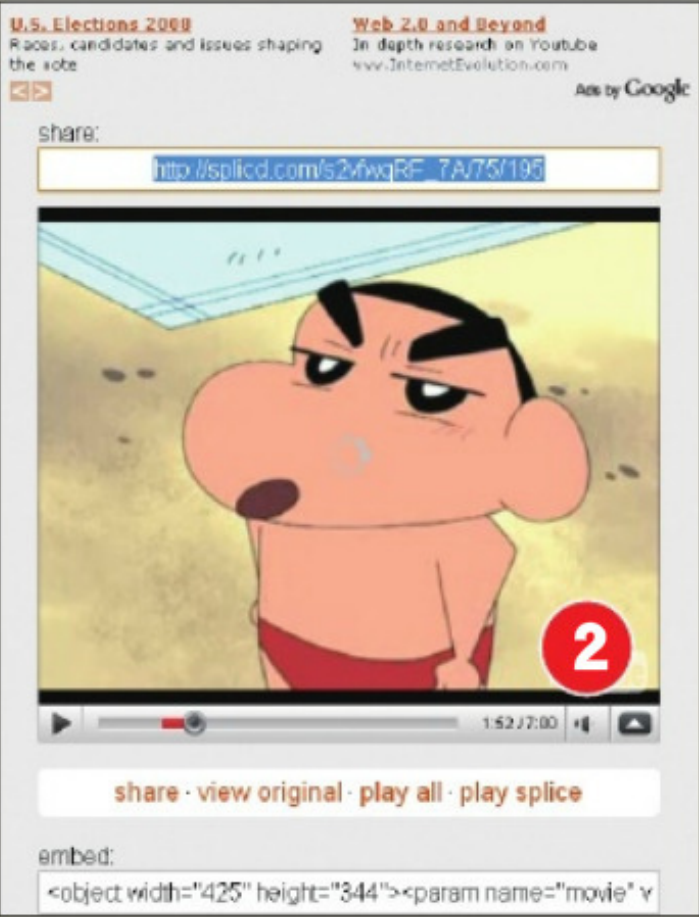 U.S. Elections 2008
Races, candidates and issues shaping
the vote
Web 2.0 and Beyond
In depth research on Youtube
www.InternetEvolution.com
< >
Ads by Google
share:
http://splicd.com/s2vfwqRF_7A/75/195
2
1:52 / 7:00
share · view original · play all · play splice
embed:
<object width="425" height="344"><param name="movie" v